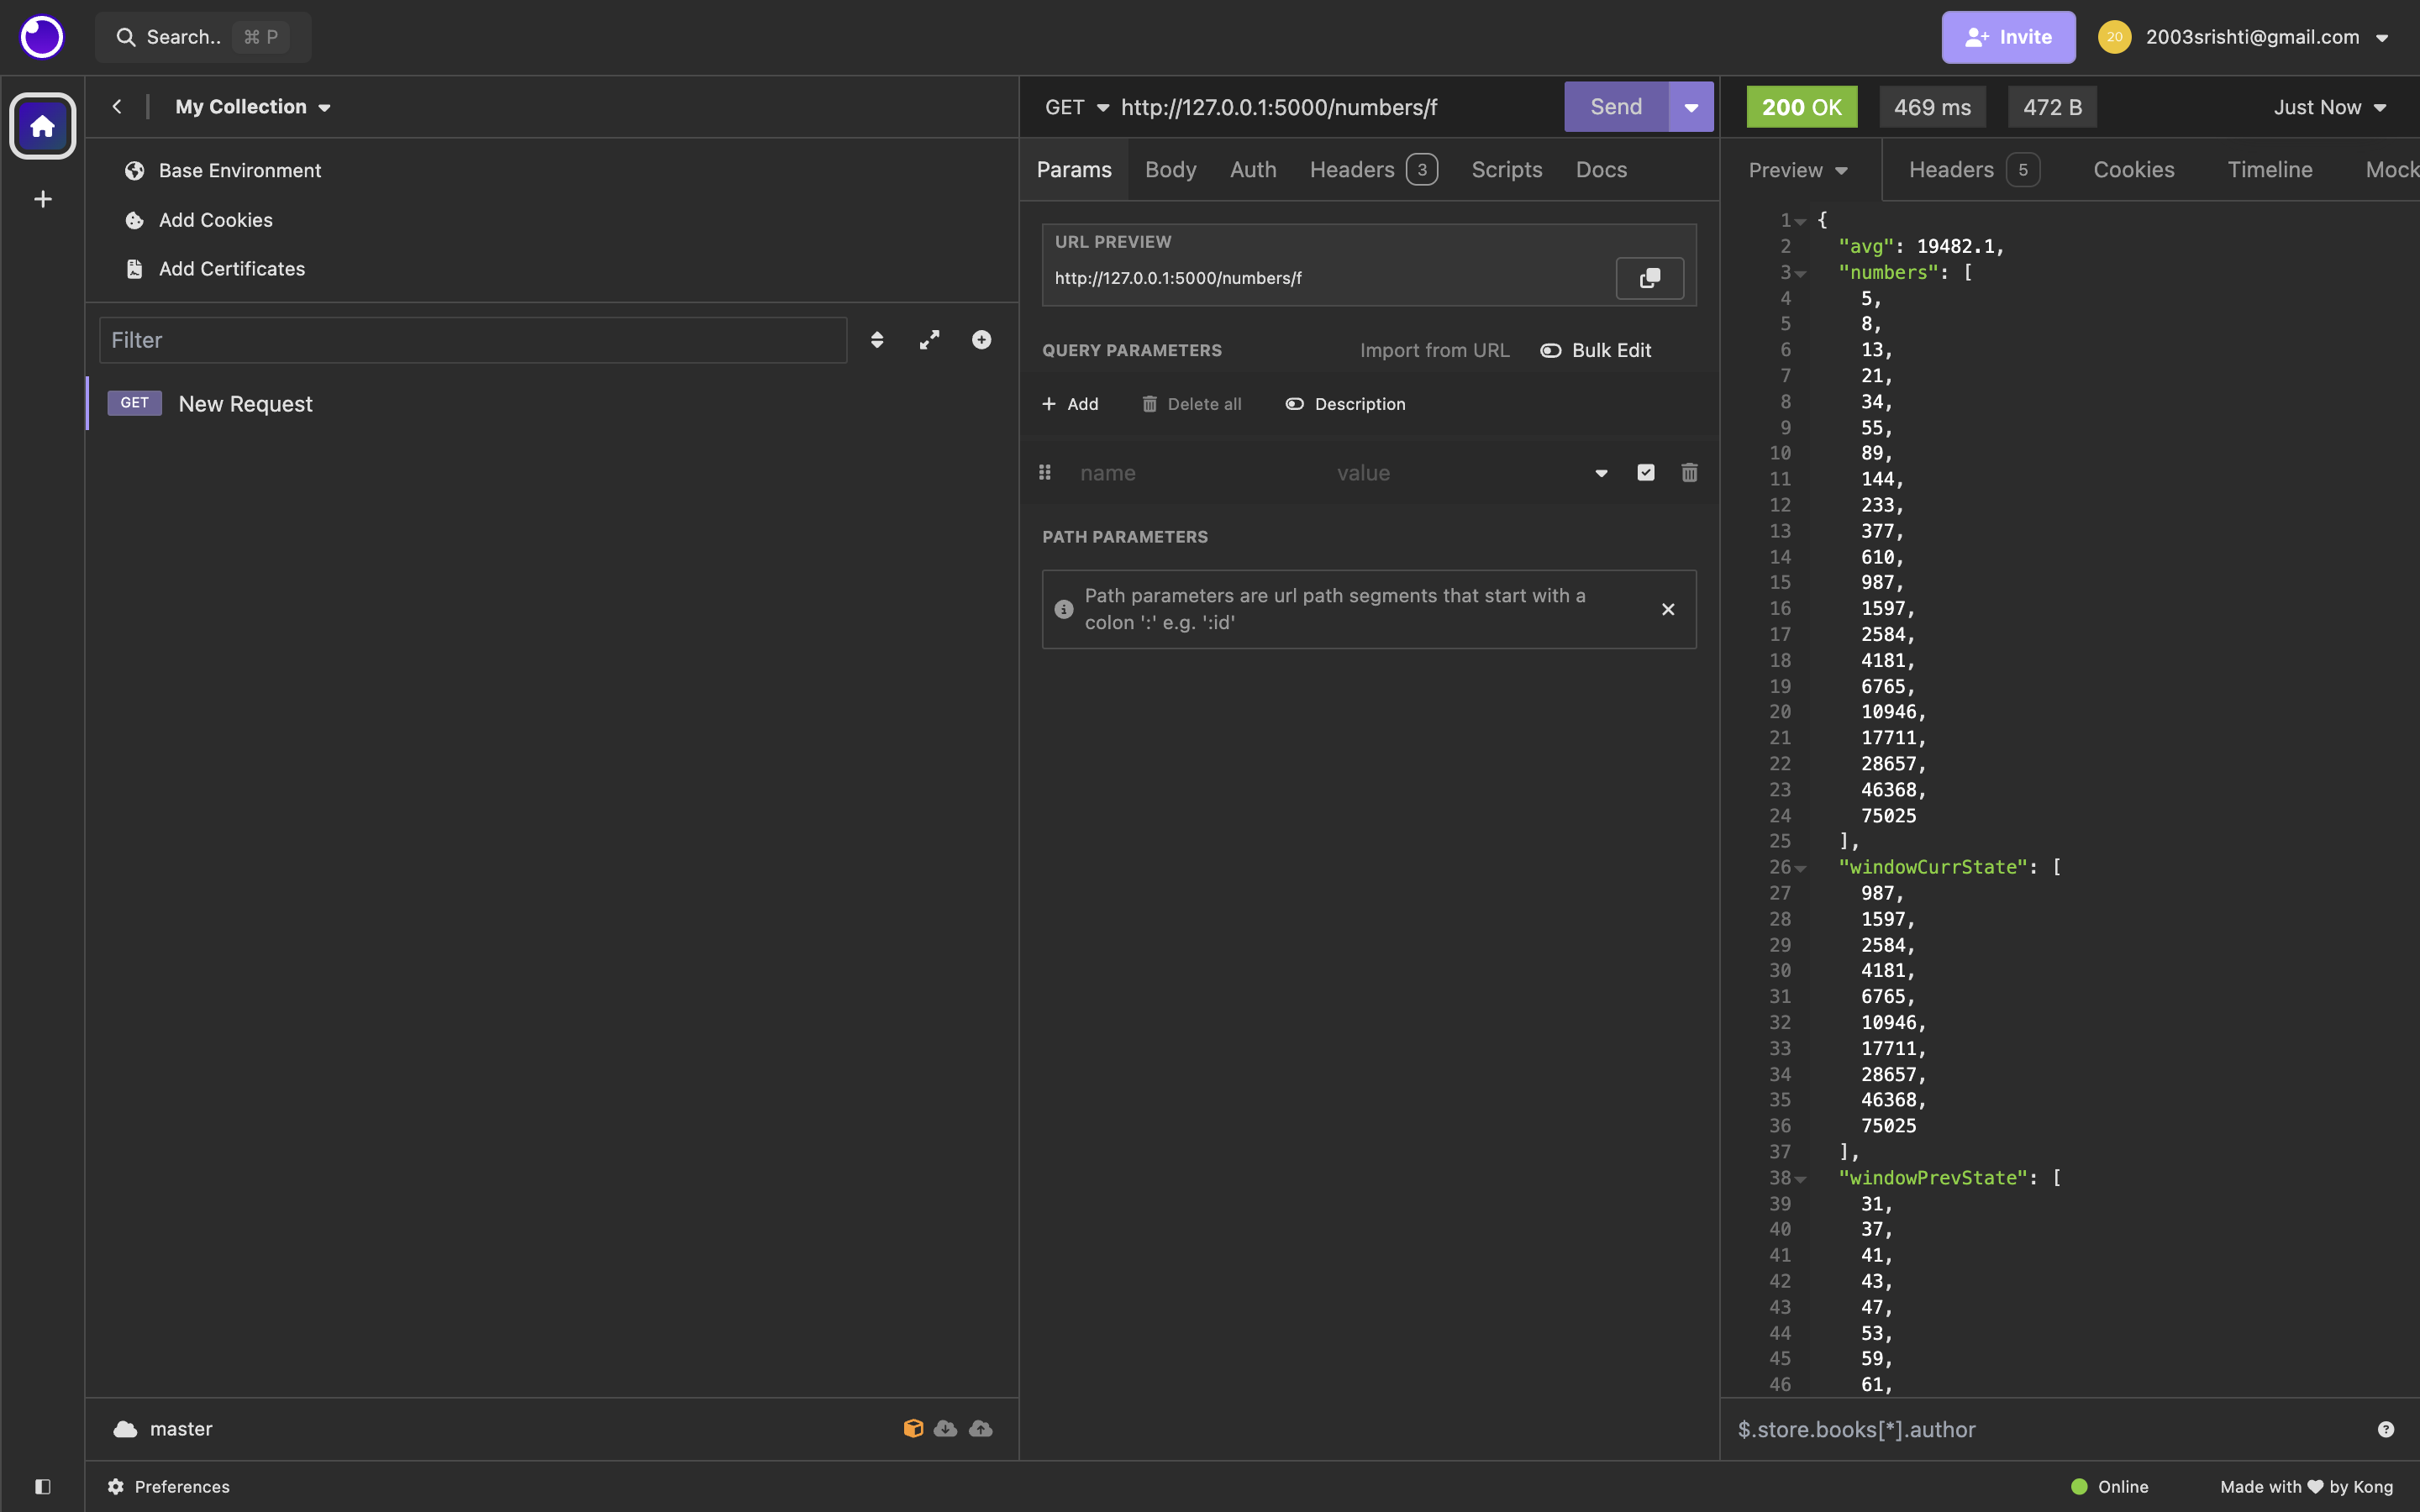 Search.. ⌘ P
Invite
20 2003srishti@gmail.com
My Collection
Base Environment
Add Cookies
Add Certificates
Filter
GET New Request
master
Preferences
GET http://127.0.0.1:5000/numbers/f Send
Params Body Auth Headers 3 Scripts Docs
URL PREVIEW
http://127.0.0.1:5000/numbers/f
QUERY PARAMETERS Import from URL Bulk Edit
+ Add Delete all Description
name value
PATH PARAMETERS
Path parameters are url path segments that start with a
colon ':' e.g. ':id'
200 OK 469 ms 472 B Just Now
Preview Headers 5 Cookies Timeline Mock
1 {
2 "avg": 19482.1,
3 "numbers": [
4 5,
5 8,
6 13,
7 21,
8 34,
9 55,
10 89,
11 144,
12 233,
13 377,
14 610,
15 987,
16 1597,
17 2584,
18 4181,
19 6765,
20 10946,
21 17711,
22 28657,
23 46368,
24 75025
25 ],
26 "windowCurrState": [
27 987,
28 1597,
29 2584,
30 4181,
31 6765,
32 10946,
33 17711,
34 28657,
35 46368,
36 75025
37 ],
38 "windowPrevState": [
39 31,
40 37,
41 41,
42 43,
43 47,
44 53,
45 59,
46 61,
$.store.books[*].author
Online
Made with ♥ by Kong